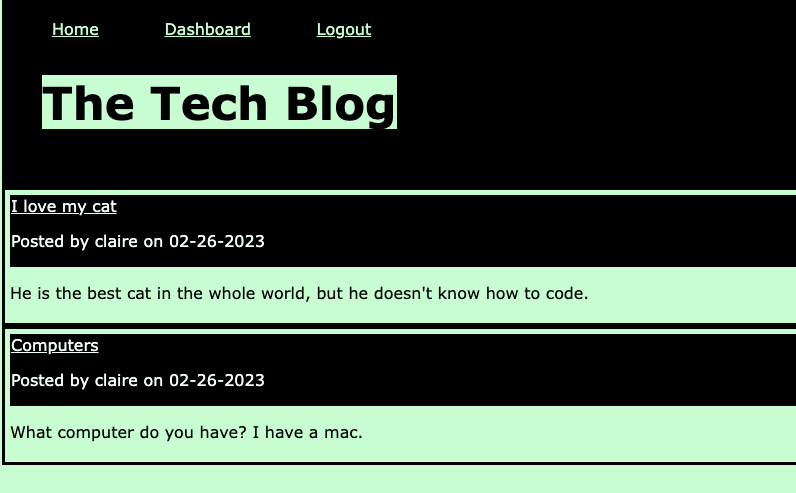 Home Dashboard Logout
The Tech Blog
I love my cat
Posted by claire on 02-26-2023
He is the best cat in the whole world, but he doesn't know how to code.
Computers
Posted by claire on 02-26-2023
What computer do you have? I have a mac.